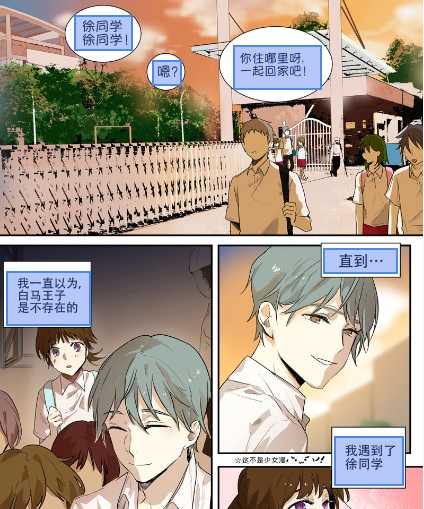 徐同学
徐同学!
嗯?
你住哪里呀.
一起回家吧!
直到…
我一直以为,
白马王子
是不存在的
☆这不是少女漫
我遇到了
徐同学